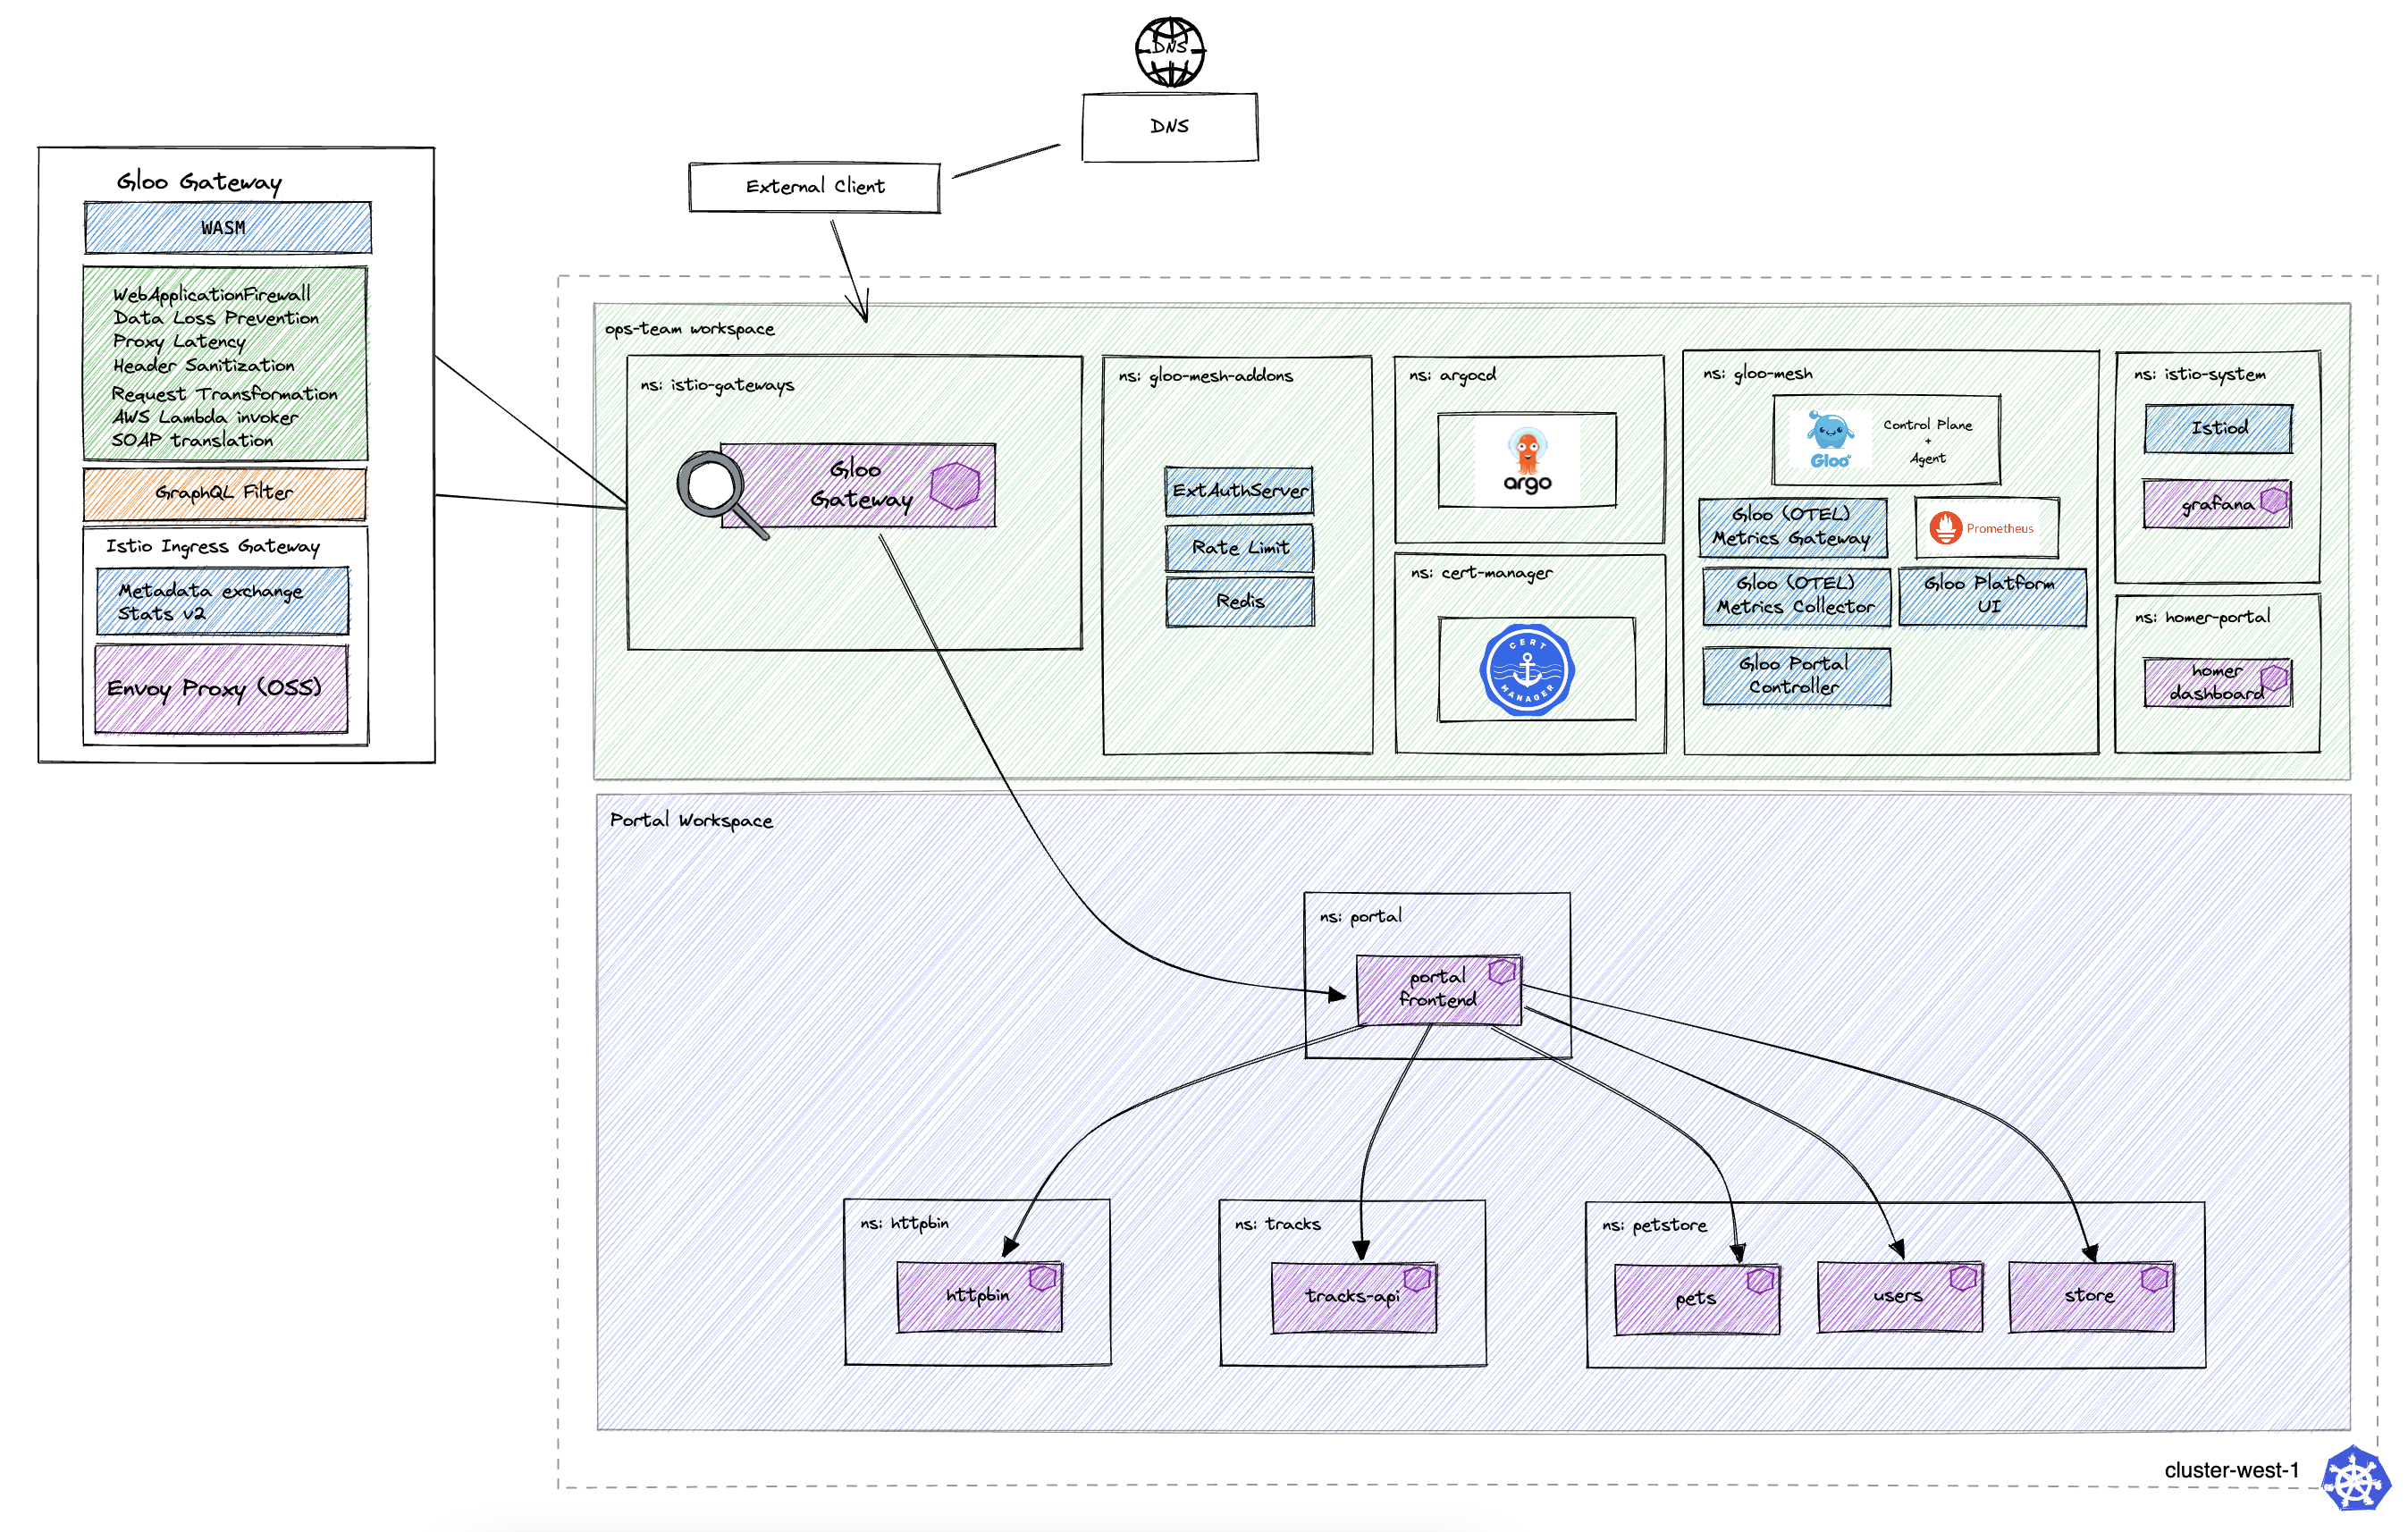 DNS
DNS
External Client
Gloo Gateway
WASM
WebApplicationFirewall
Data Loss Prevention
Proxy Latency
Header Sanitization
Request Transformation
AWS Lambda invoker
SOAP translation
GraphQL Filter
Istio Ingress Gateway
Metadata exchange
Stats v2
Envoy Proxy (OSS)
ops-team workspace
ns: istio-gateways
Gloo
Gateway
ns: gloo-mesh-addons
ExtAuthServer
Rate Limit
Redis
ns: argocd
argo
ns: cert-manager
CERT
MANAGER
ns: gloo-mesh
Gloo
Control Plane
+
Agent
Gloo (OTEL)
Metrics Gateway
Prometheus
Gloo (OTEL)
Metrics Collector
Gloo Platform
UI
Gloo Portal
Controller
ns: istio-system
Istiod
grafana
ns: homer-portal
homer
dashboard
Portal Workspace
ns: portal
portal
frontend
ns: httpbin
httpbin
ns: tracks
tracks-api
ns: petstore
pets
users
store
cluster-west-1